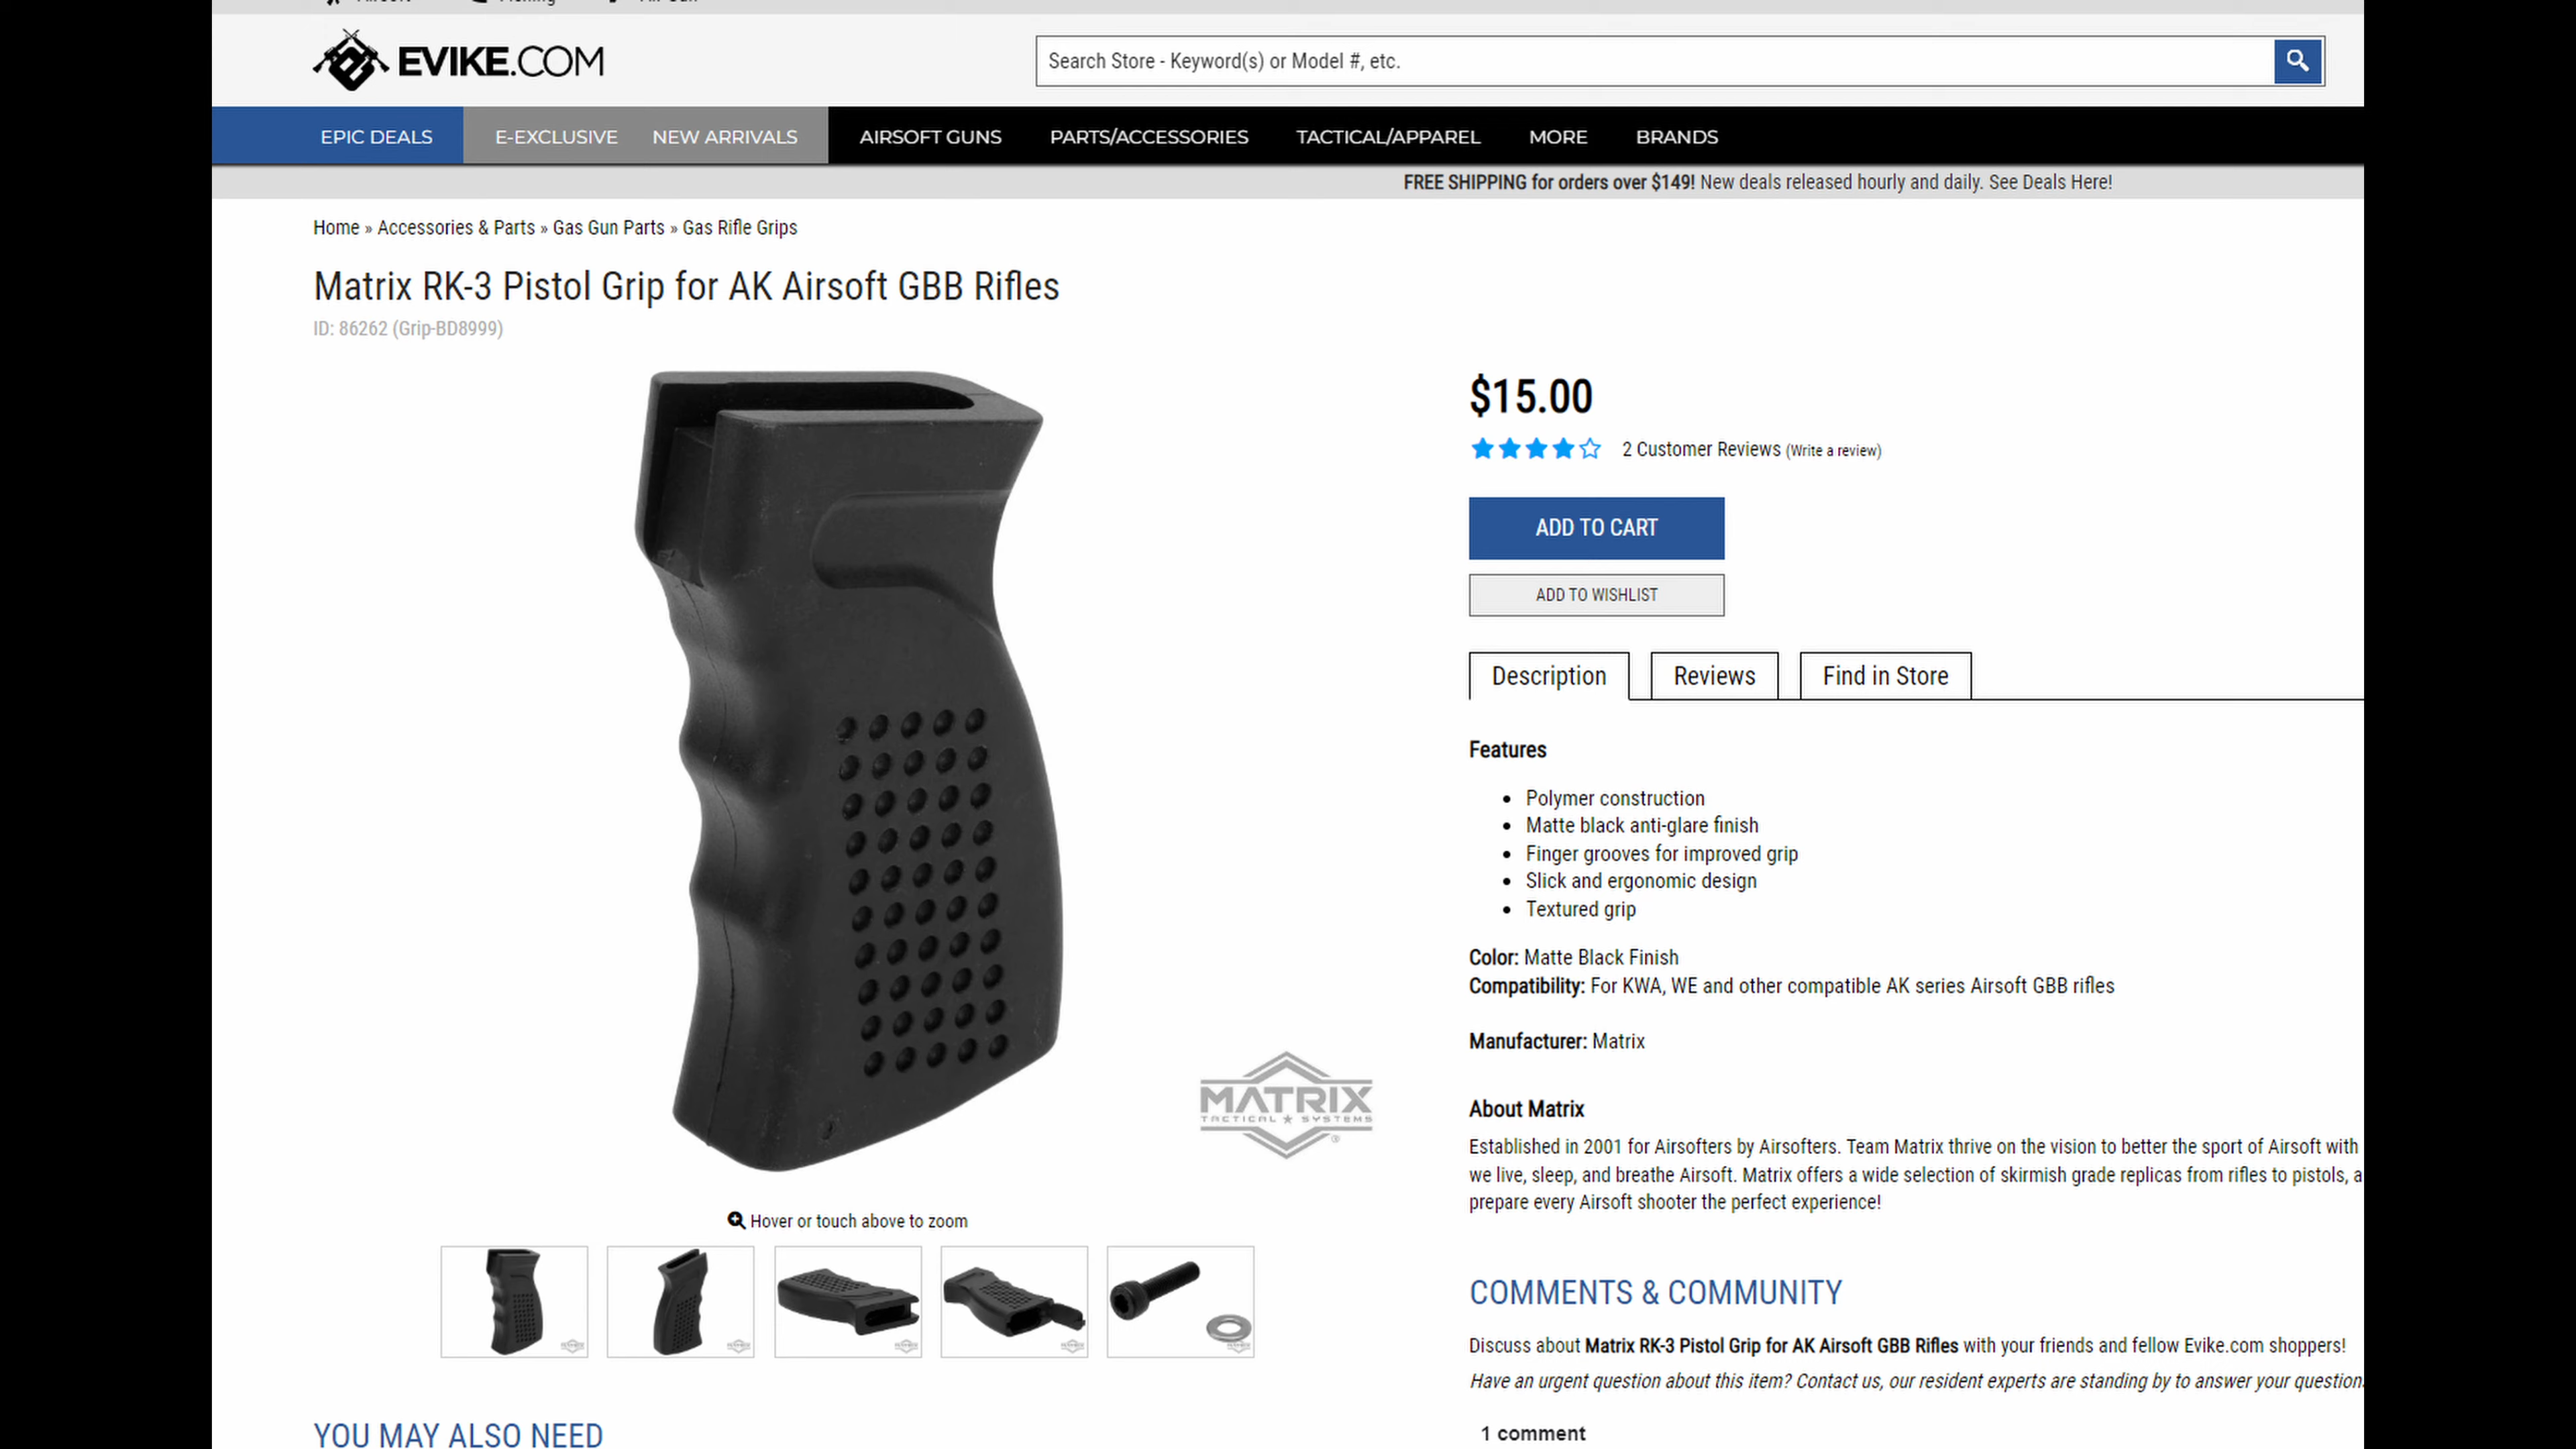 EVIKE.COM
Search Store - Keyword(s) or Model #, etc.
EPIC DEALS
E-EXCLUSIVE
NEW ARRIVALS
AIRSOFT GUNS
PARTS/ACCESSORIES
TACTICAL/APPAREL
MORE
BRANDS
FREE SHIPPING for orders over $149! New deals released hourly and daily. See Deals Here!
Home » Accessories & Parts » Gas Gun Parts » Gas Rifle Grips
Matrix RK-3 Pistol Grip for AK Airsoft GBB Rifles
ID: 86262 (Grip-BD8999)
MATRIX
TACTICAL ★ SYSTEMS
®
Hover or touch above to zoom
YOU MAY ALSO NEED
$15.00
2 Customer Reviews (Write a review)
ADD TO CART
ADD TO WISHLIST
Description
Reviews
Find in Store
Features
• Polymer construction
• Matte black anti-glare finish
• Finger grooves for improved grip
• Slick and ergonomic design
• Textured grip
Color: Matte Black Finish
Compatibility: For KWA, WE and other compatible AK series Airsoft GBB rifles
Manufacturer: Matrix
About Matrix
Established in 2001 for Airsofters by Airsofters. Team Matrix thrive on the vision to better the sport of Airsoft with
we live, sleep, and breathe Airsoft. Matrix offers a wide selection of skirmish grade replicas from rifles to pistols, a
prepare every Airsoft shooter the perfect experience!
COMMENTS & COMMUNITY
Discuss about Matrix RK-3 Pistol Grip for AK Airsoft GBB Rifles with your friends and fellow Evike.com shoppers!
Have an urgent question about this item? Contact us, our resident experts are standing by to answer your question
1 comment